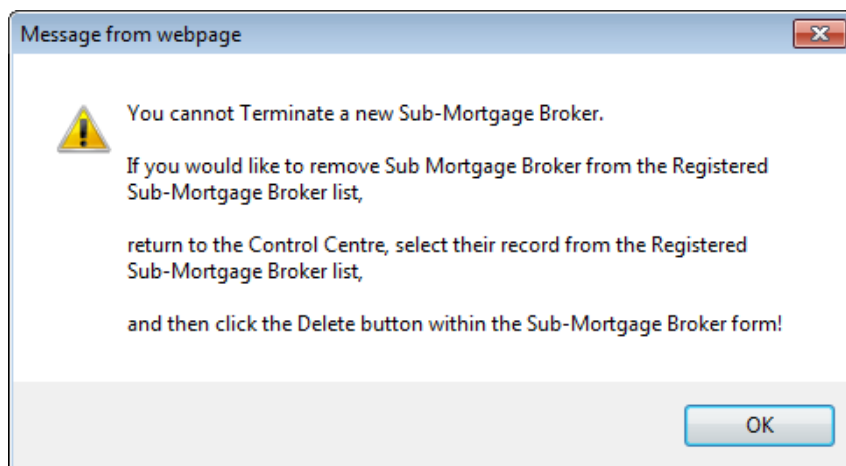 Message from webpage
You cannot Terminate a new Sub-Mortgage Broker.
If you would like to remove Sub Mortgage Broker from the Registered
Sub-Mortgage Broker list,
return to the Control Centre, select their record from the Registered
Sub-Mortgage Broker list,
and then click the Delete button within the Sub-Mortgage Broker form!
OK